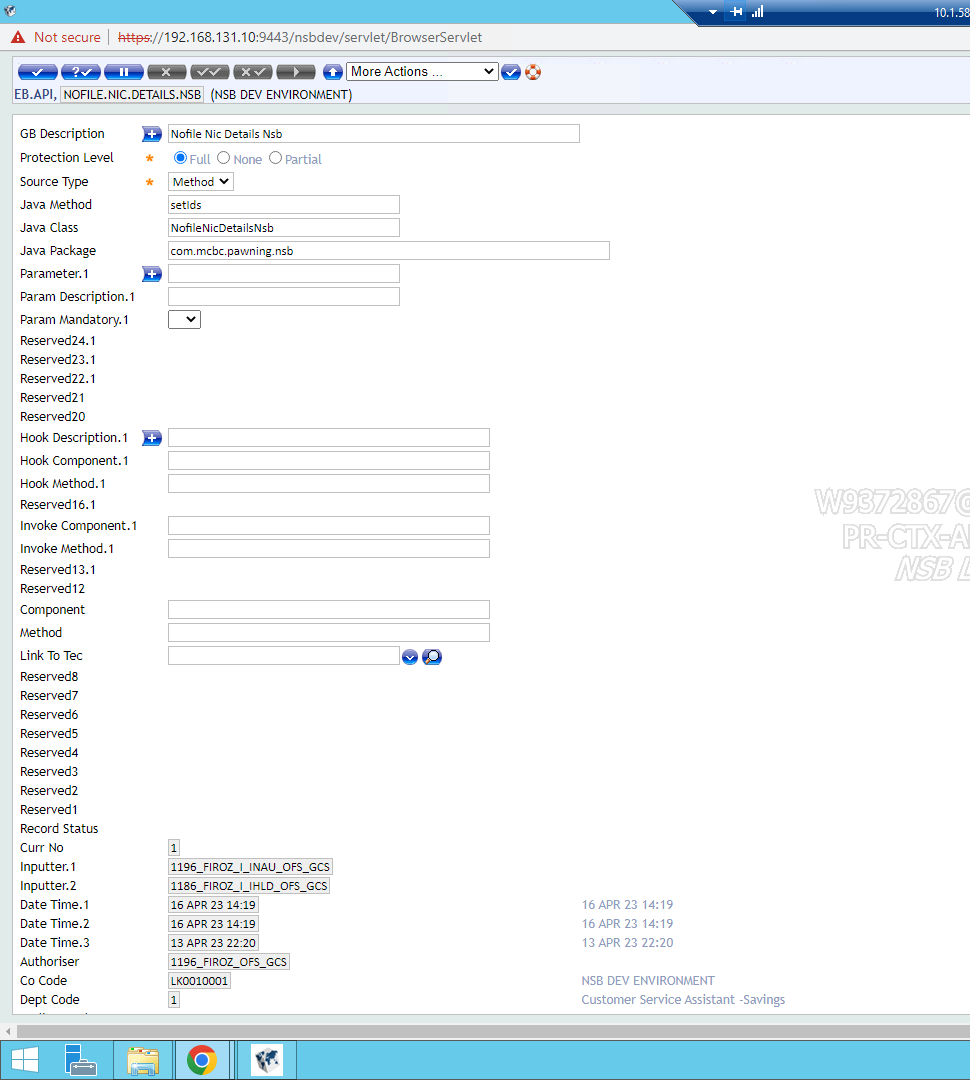 10.1.58
Not secure https://192.168.131.10:9443/nsbdev/servlet/BrowserServlet
More Actions ...
EB.API, NOFILE.NIC.DETAILS.NSB (NSB DEV ENVIRONMENT)
GB Description Nofile Nic Details Nsb
Protection Level * Full None Partial
Source Type * Method
Java Method setIds
Java Class NofileNicDetailsNsb
Java Package com.mcbc.pawning.nsb
Parameter.1
Param Description.1
Param Mandatory.1
Reserved24.1
Reserved23.1
Reserved22.1
Reserved21
Reserved20
Hook Description.1
Hook Component.1
Hook Method.1
Reserved16.1
W9372867@
Invoke Component.1
PR-CTX-A
Invoke Method.1
Reserved13.1
NSB
Reserved12
Component
Method
Link To Tec
Reserved8
Reserved7
Reserved6
Reserved5
Reserved4
Reserved3
Reserved2
Reserved1
Record Status
Curr No 1
Inputter.1 1196_FIROZ_I_INAU_OFS_GCS
Inputter.2 1186_FIROZ_I_IHLD_OFS_GCS
Date Time.1 16 APR 23 14:19 16 APR 23 14:19
Date Time.2 16 APR 23 14:19 16 APR 23 14:19
Date Time.3 13 APR 23 22:20 13 APR 23 22:20
Authoriser 1196_FIROZ_OFS_GCS
Co Code LK0010001 NSB DEV ENVIRONMENT
Dept Code 1 Customer Service Assistant -Savings